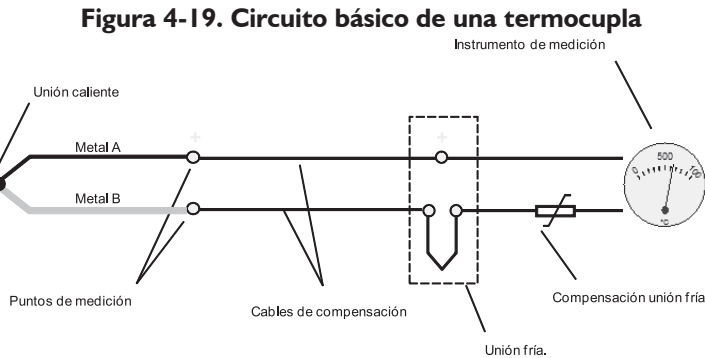 Figura 4-19. Circuito básico de una termocupla
Instrumento de medición
Unión caliente
Metal A
+
+
0
500
100
Metal B
°C
Puntos de medición
Cables de compensación
Compensación unión fría
Unión fría.